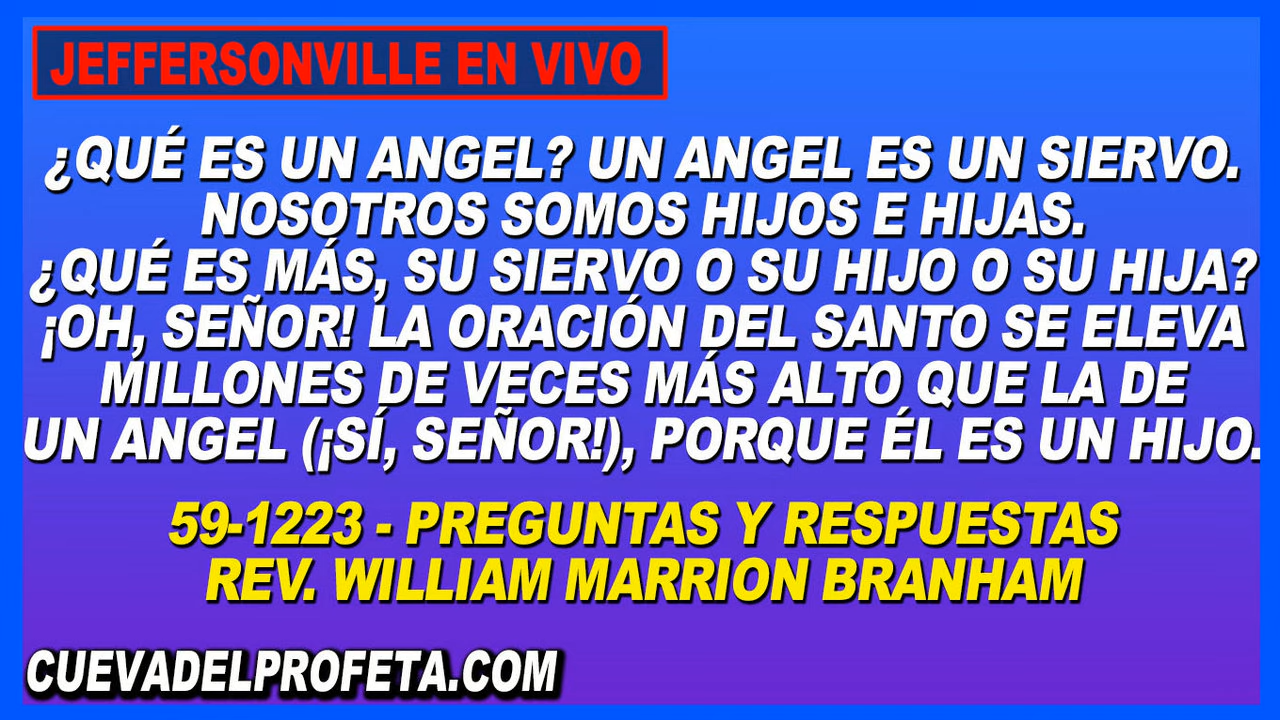 JEFFERSONVILLE EN VIVO
¿QUÉ ES UN ANGEL? UN ANGEL ES UN SIERVO.
NOSOTROS SOMOS HIJOS E HIJAS.
¿QUÉ ES MÁS, SU SIERVO O SU HIJO O SU HIJA?
¡OH, SEÑOR! LA ORACIÓN DEL SANTO SE ELEVA
MILLONES DE VECES MÁS ALTO QUE LA DE
UN ANGEL (¡SÍ, SEÑOR!), PORQUE ÉL ES UN HIJO.
59-1223 - PREGUNTAS Y RESPUESTAS
REV. WILLIAM MARRION BRANHAM
CUEVADELPROFETA.COM